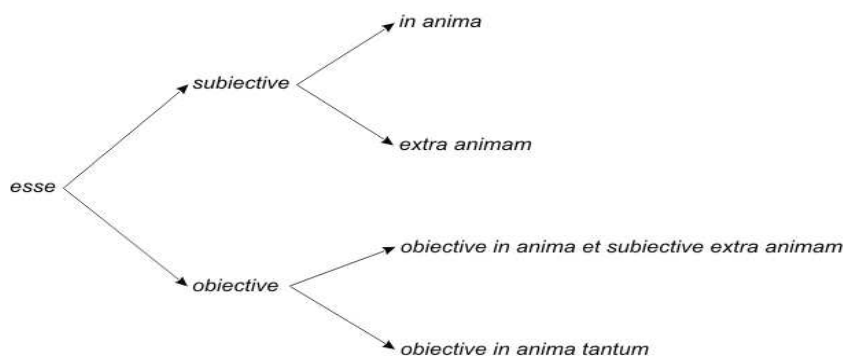 in anima
subiective
extra animam
esse
obiective in anima et subiective extra animam
obiective
obiective in anima tantum